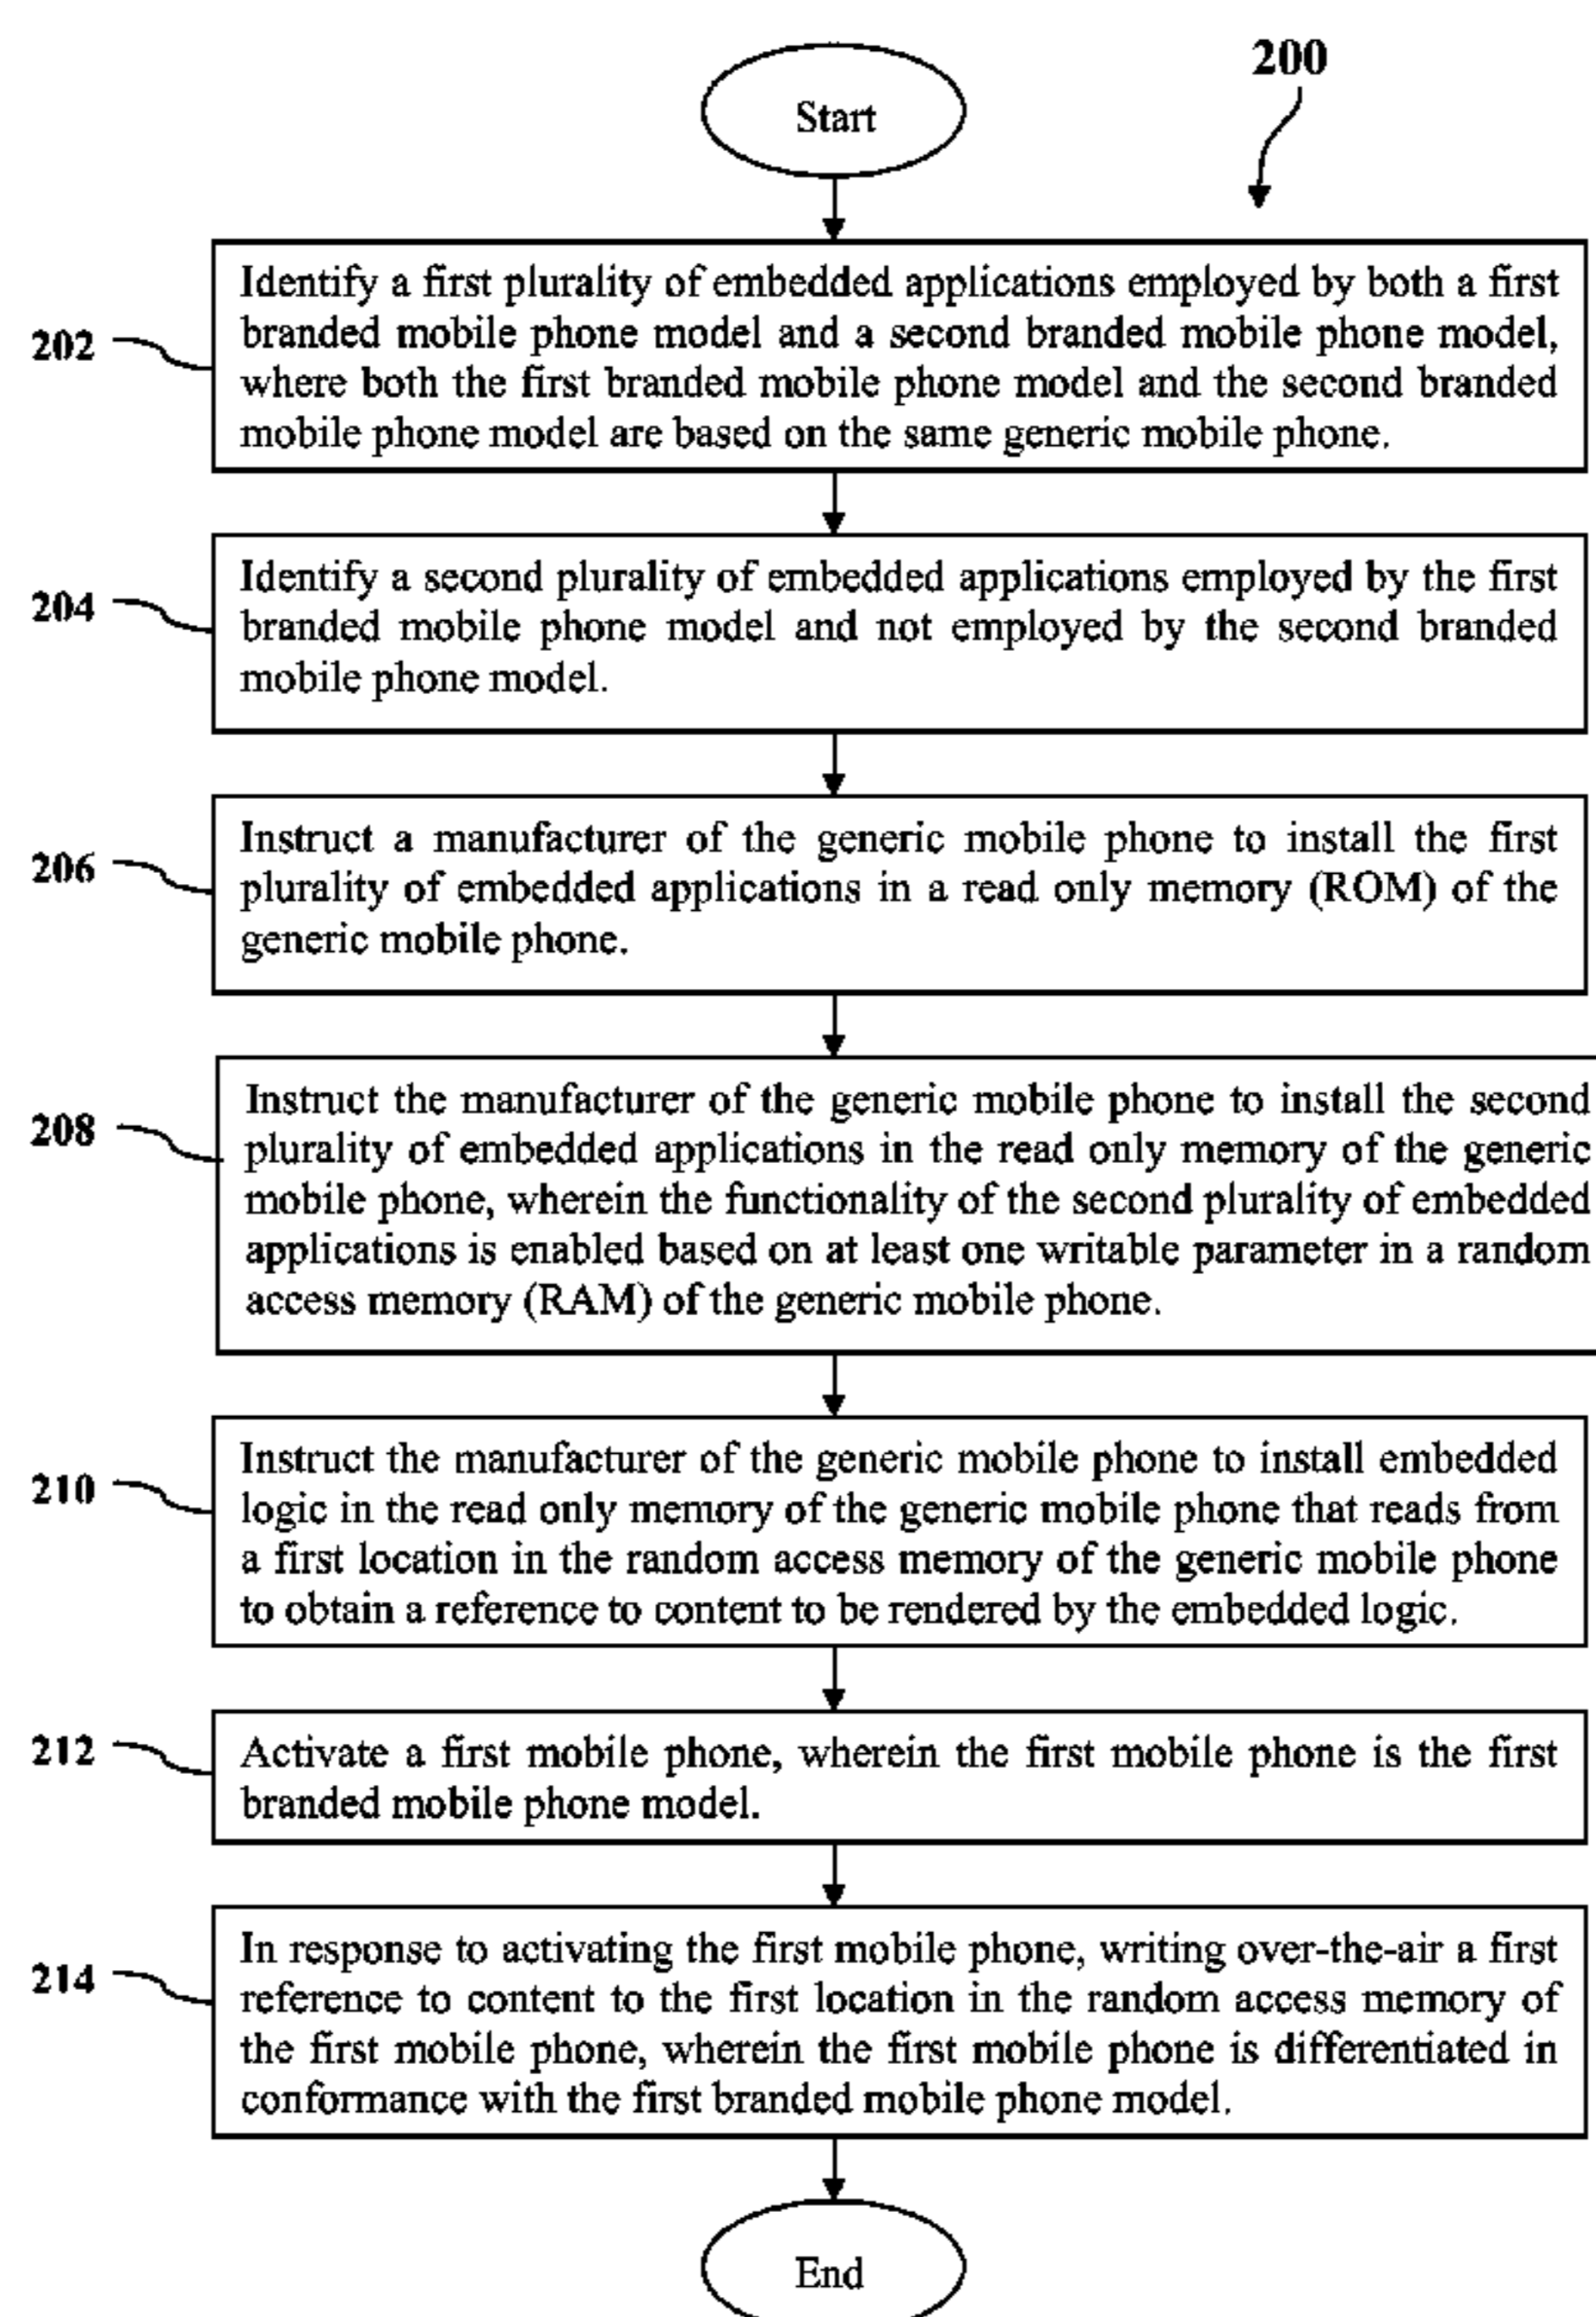 200
Start
202
Identify a first plurality of embedded applications employed by both a first
branded mobile phone model and a second branded mobile phone model,
where both the first branded mobile phone model and the second branded
mobile phone model are based on the same generic mobile phone.
204
Identify a second plurality of embedded applications employed by the first
branded mobile phone model and not employed by the second branded
mobile phone model.
206
Instruct a manufacturer of the generic mobile phone to install the first
plurality of embedded applications in a read only memory (ROM) of the
generic mobile phone.
208
Instruct the manufacturer of the generic mobile phone to install the second
plurality of embedded applications in the read only memory of the generic
mobile phone, wherein the functionality of the second plurality of embedded
applications is enabled based on at least one writable parameter in a random
access memory (RAM) of the generic mobile phone.
210
Instruct the manufacturer of the generic mobile phone to install embedded
logic in the read only memory of the generic mobile phone that reads from
a first location in the random access memory of the generic mobile phone
to obtain a reference to content to be rendered by the embedded logic.
212
Activate a first mobile phone, wherein the first mobile phone is the first
branded mobile phone model.
214
In response to activating the first mobile phone, writing over-the-air a first
reference to content to the first location in the random access memory of
the first mobile phone, wherein the first mobile phone is differentiated in
conformance with the first branded mobile phone model.
End